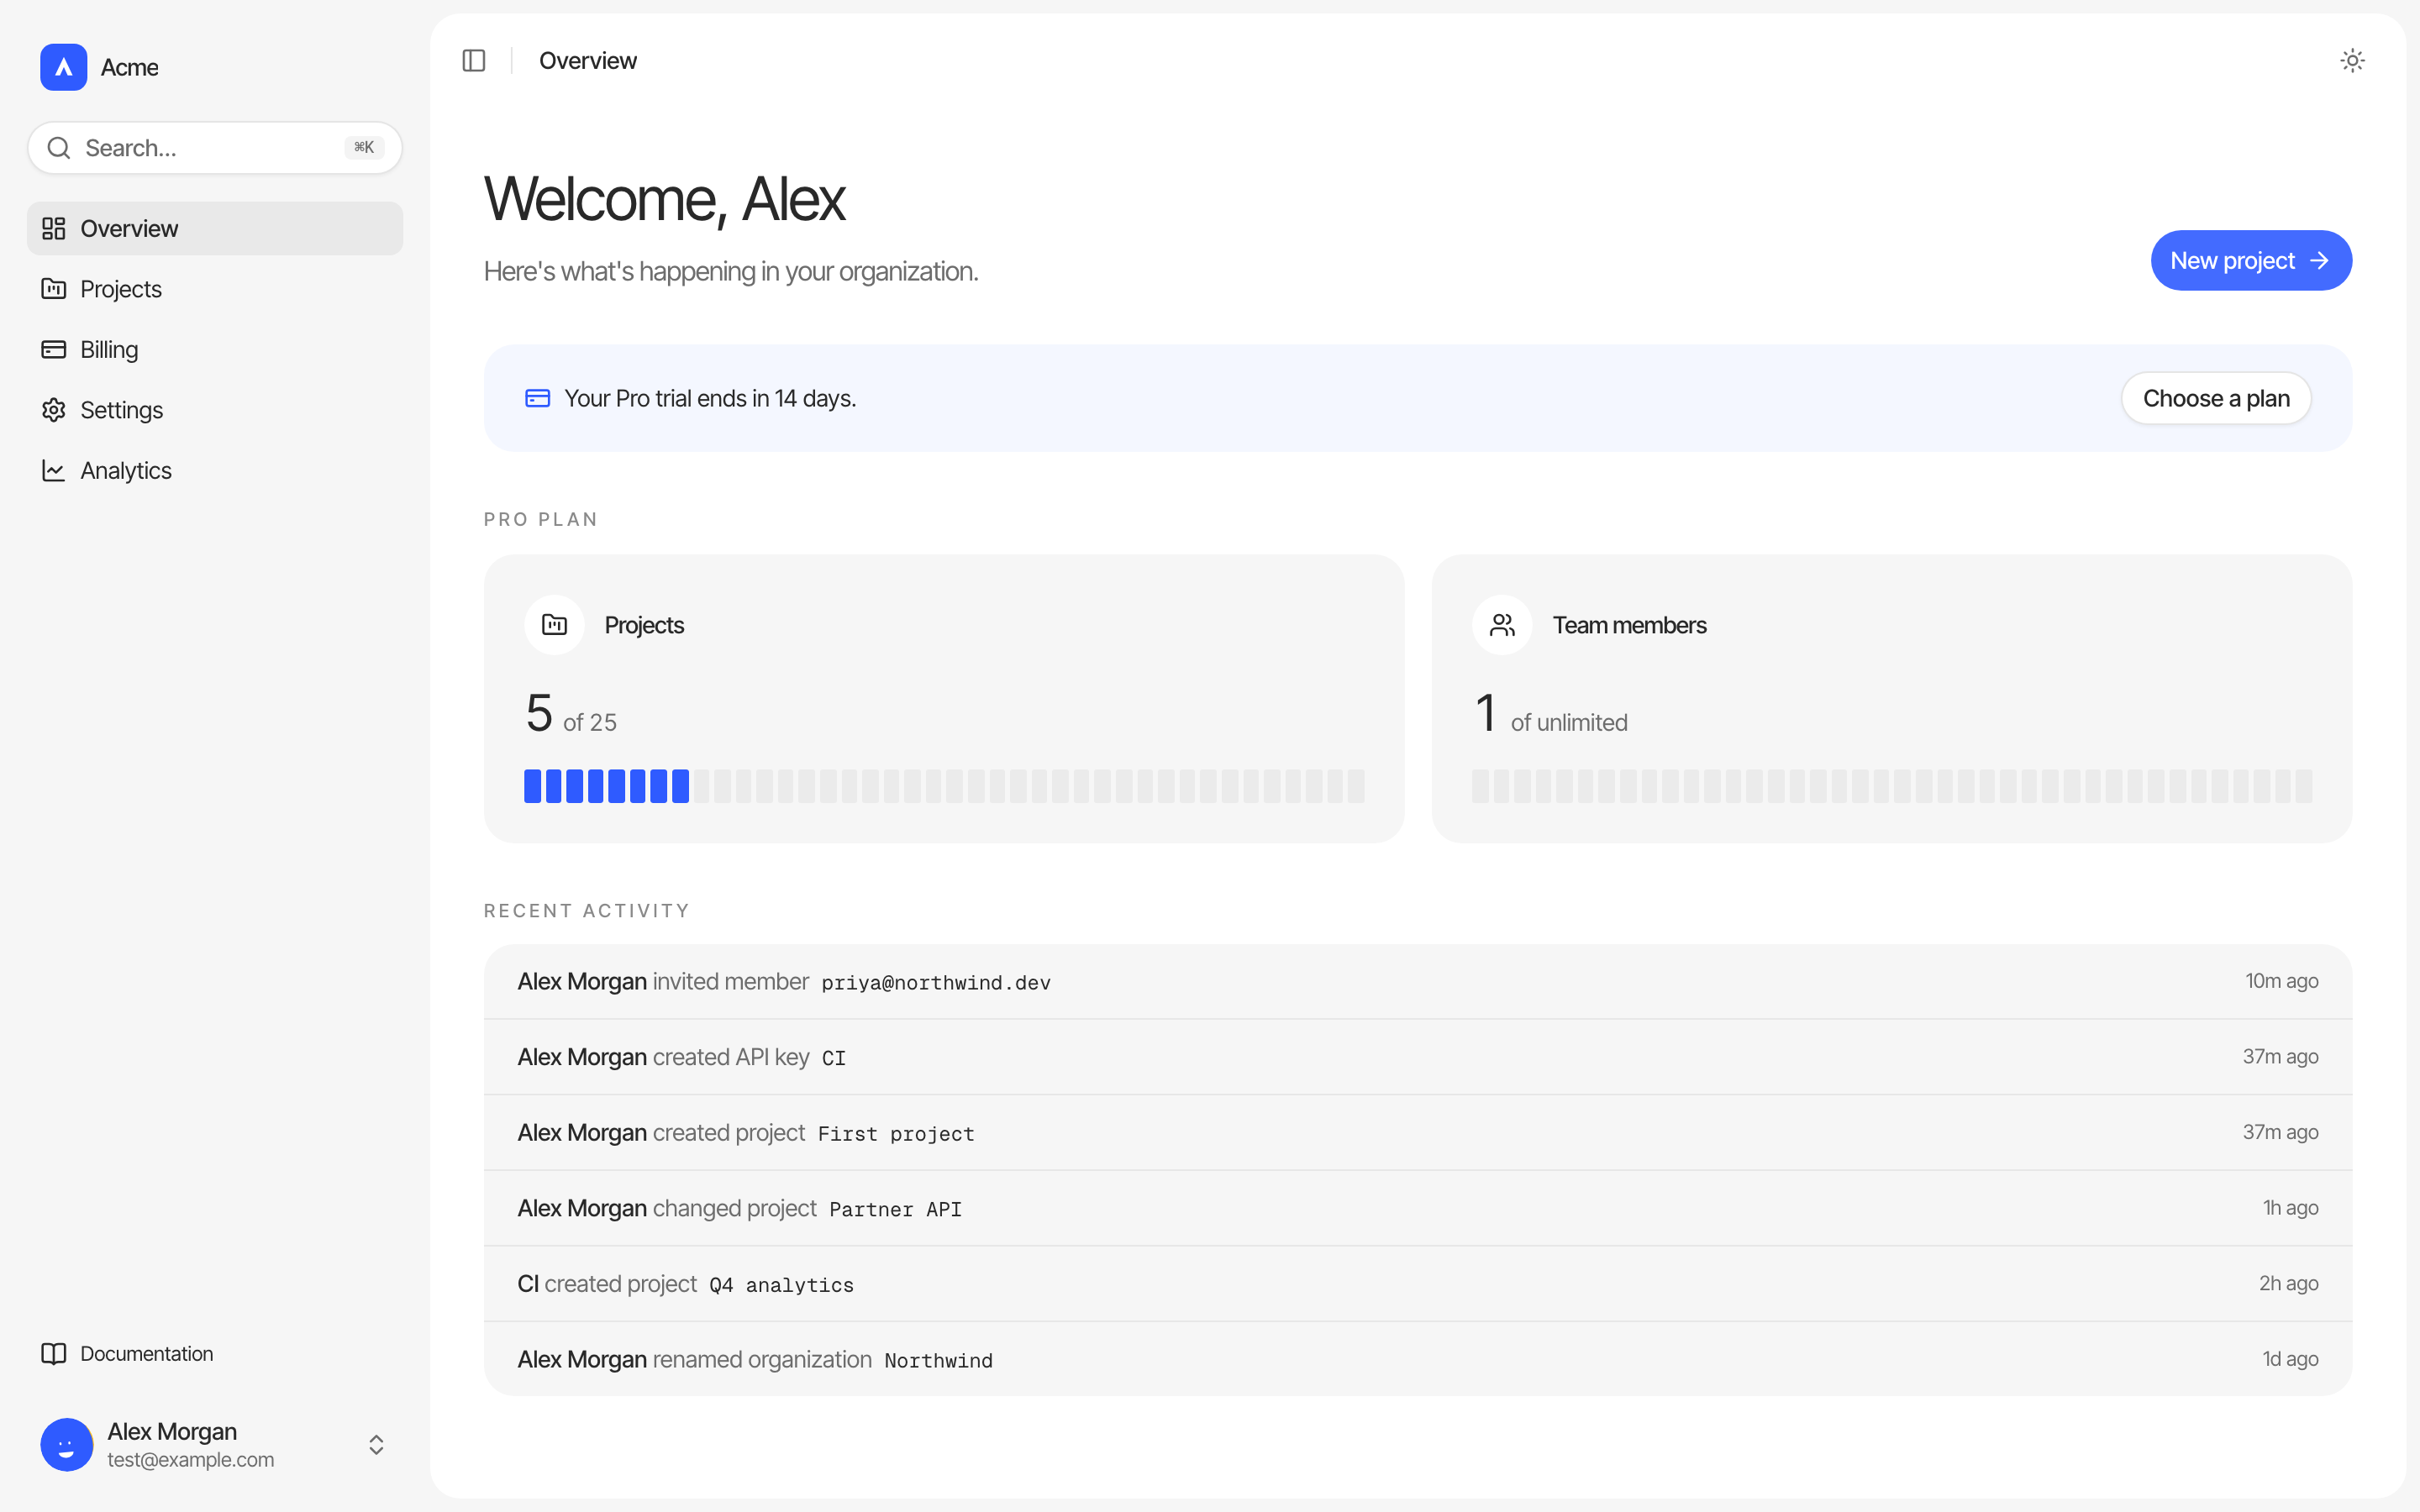 Acme
Search...
⌘K
Overview
Projects
Billing
Settings
Analytics
Documentation
Alex Morgan
test@example.com
Overview
Welcome, Alex
Here's what's happening in your organization.
New project
Your Pro trial ends in 14 days.
Choose a plan
PRO PLAN
Projects
5 of 25
Team members
1 of unlimited
RECENT ACTIVITY
Alex Morgan invited member priya@northwind.dev 10m ago
Alex Morgan created API key CI 37m ago
Alex Morgan created project First project 37m ago
Alex Morgan changed project Partner API 1h ago
CI created project Q4 analytics 2h ago
Alex Morgan renamed organization Northwind 1d ago